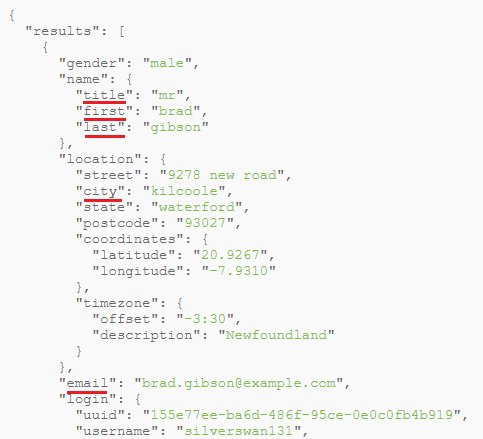 {
"results": [
{
"gender": "male",
"name": {
"title": "mr",
"first": "brad",
"last": "gibson"
},
"location": {
"street": "9278 new road",
"city": "kilcoole",
"state": "waterford",
"postcode": "93027",
"coordinates": {
"latitude": "20.9267",
"longitude": "-7.9310"
},
"timezone": {
"offset": "-3:30",
"description": "Newfoundland"
}
},
"email": "brad.gibson@example.com",
"login": {
"uuid": "155e77ee-ba6d-486f-95ce-0e0c0fb4b919",
"username": "silverswan131",